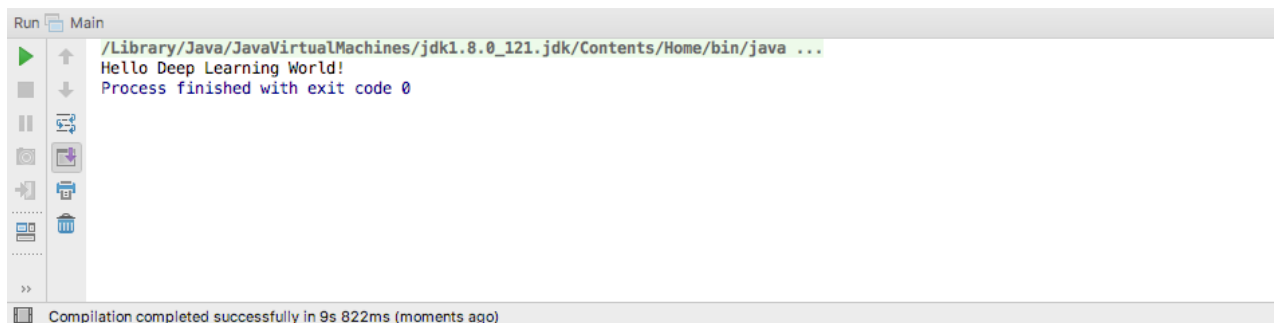 Run Main
/Library/Java/JavaVirtualMachines/jdk1.8.0_121.jdk/Contents/Home/bin/java ...
Hello Deep Learning World!
Process finished with exit code 0
>>
Compilation completed successfully in 9s 822ms (moments ago)